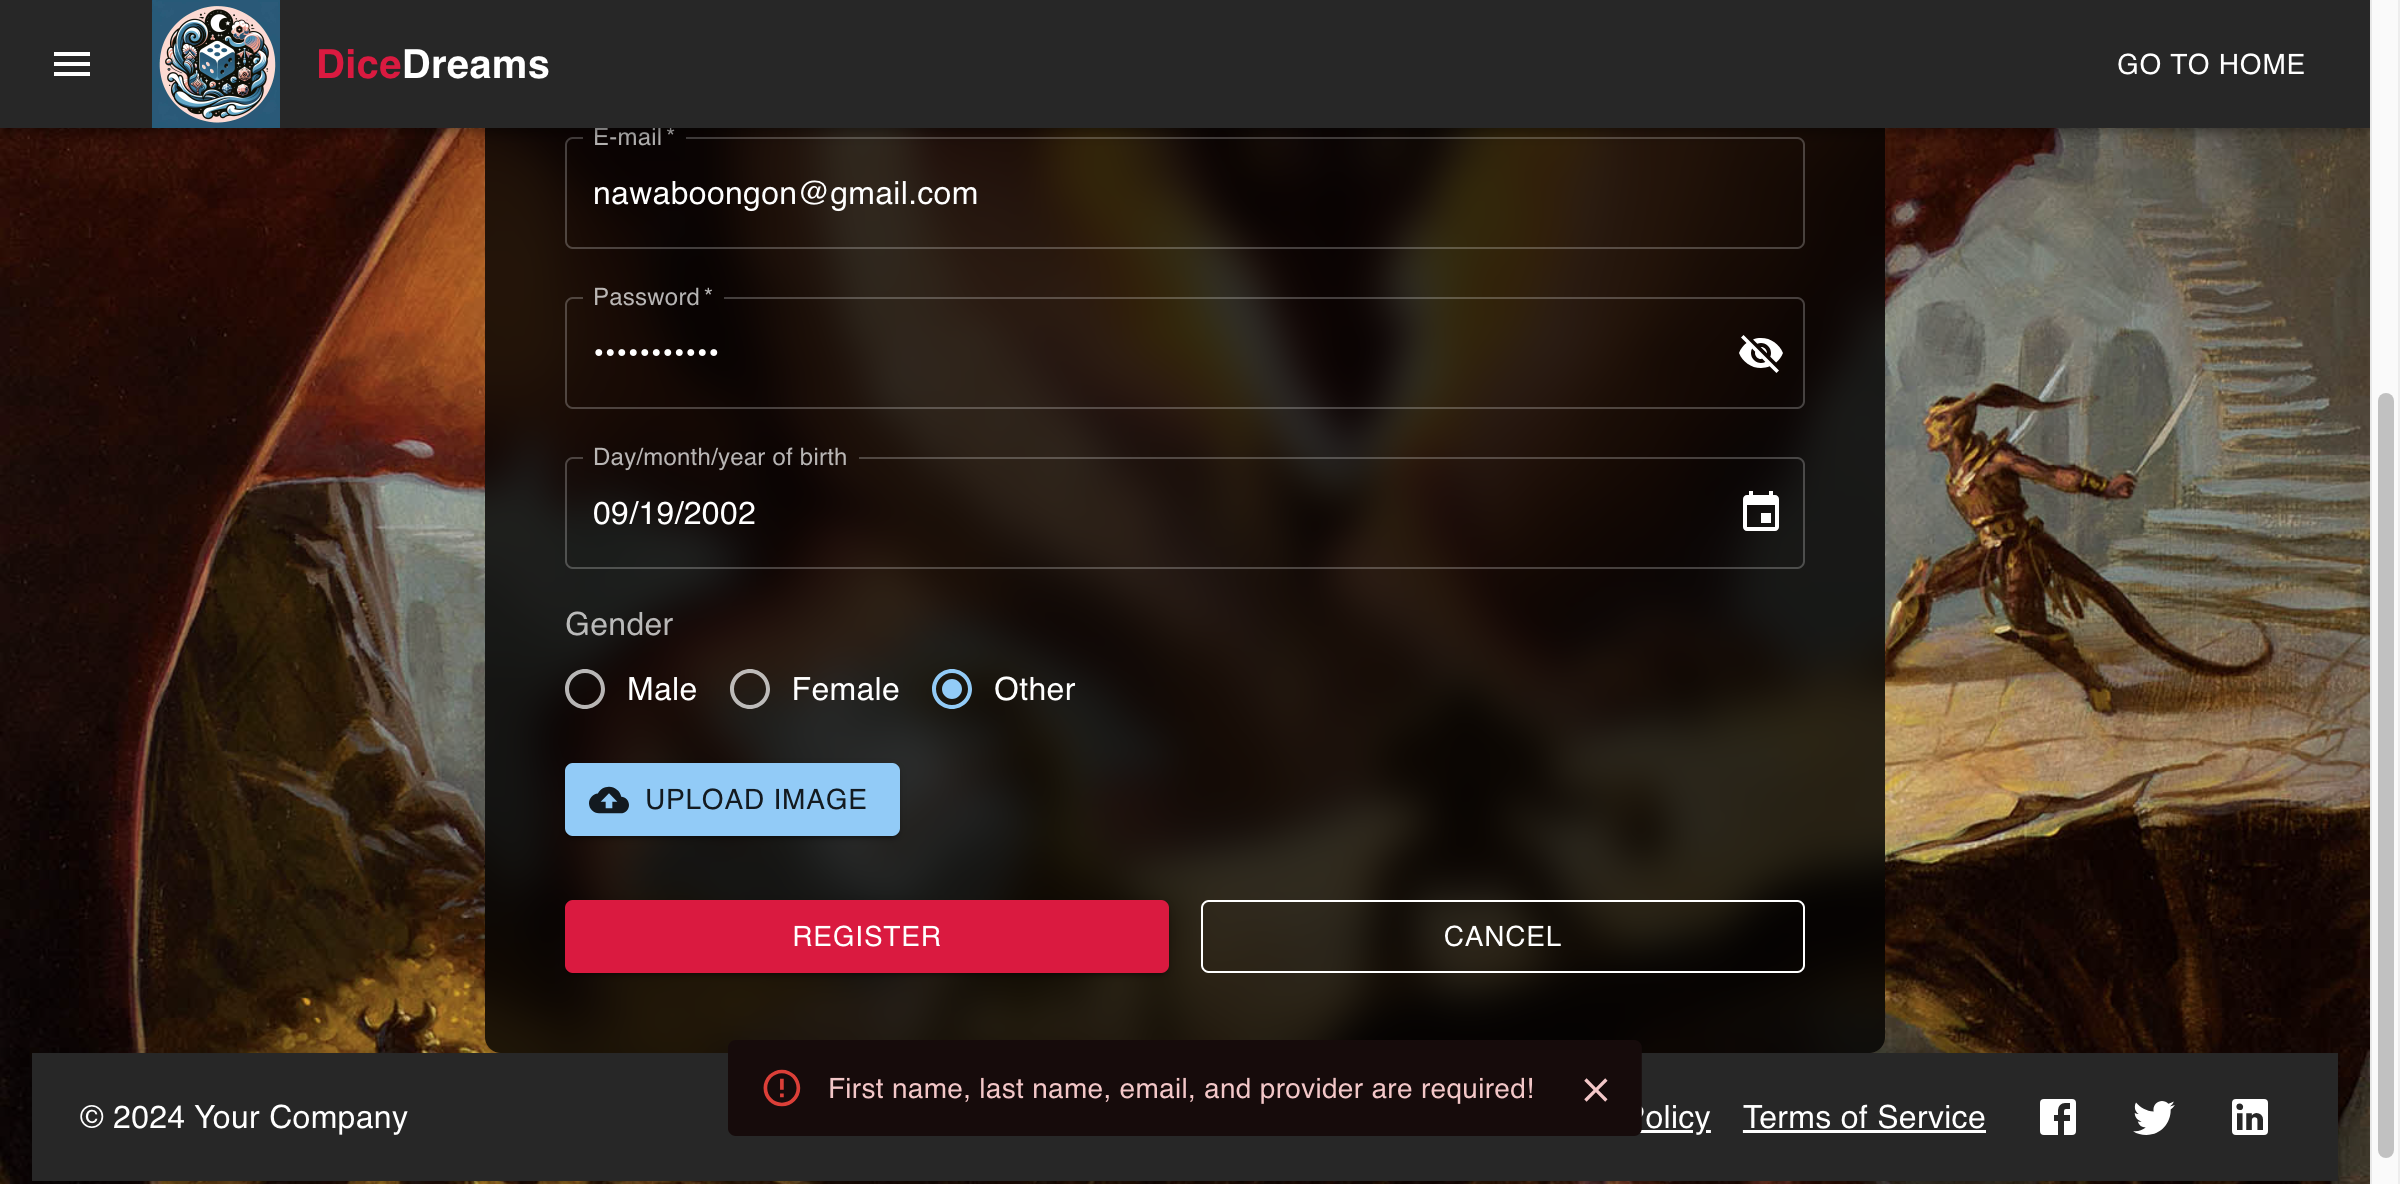 DiceDreams
GO TO HOME
E-mail *
nawaboongon@gmail.com
Password *
•••••••••••
Day/month/year of birth
09/19/2002
Gender
Male
Female
Other
UPLOAD IMAGE
REGISTER
CANCEL
First name, last name, email, and provider are required!
© 2024 Your Company
Terms of Service